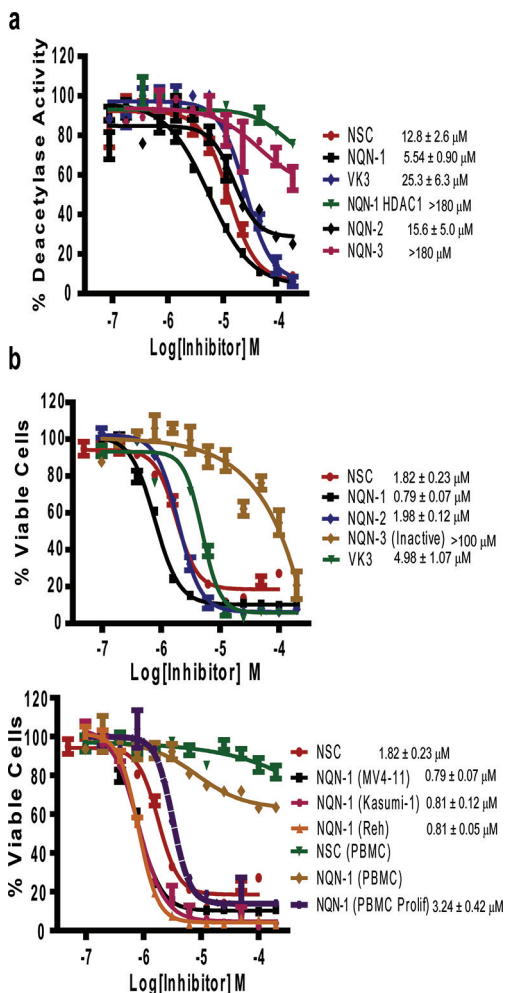 a
% Deacetylase Activity
120
100
80
60
40
20
0
-7
-6
-5
-4
Log[Inhibitor] M
NSC 12.8 ± 2.6 µM
NQN-1 5.54 ± 0.90 µM
VK3 25.3 ± 6.3 µM
NQN-1 HDAC1 >180 µM
NQN-2 15.6 ± 5.0 µM
NQN-3 >180 µM
b
% Viable Cells
120
100
80
60
40
20
0
-7
-6
-5
-4
Log[Inhibitor] M
NSC 1.82 ± 0.23 µM
NQN-1 0.79 ± 0.07 µM
NQN-2 1.98 ± 0.12 µM
NQN-3 (Inactive) >100 µM
VK3 4.98 ± 1.07 µM
% Viable Cells
120
100
80
60
40
20
0
-7
-6
-5
-4
Log[Inhibitor] M
NSC 1.82 ± 0.23 µM
NQN-1 (MV4-11) 0.79 ± 0.07 µM
NQN-1 (Kasumi-1) 0.81 ± 0.12 µM
NQN-1 (Reh) 0.81 ± 0.05 µM
NSC (PBMC)
NQN-1 (PBMC)
NQN-1 (PBMC Prolif) 3.24 ± 0.42 µM